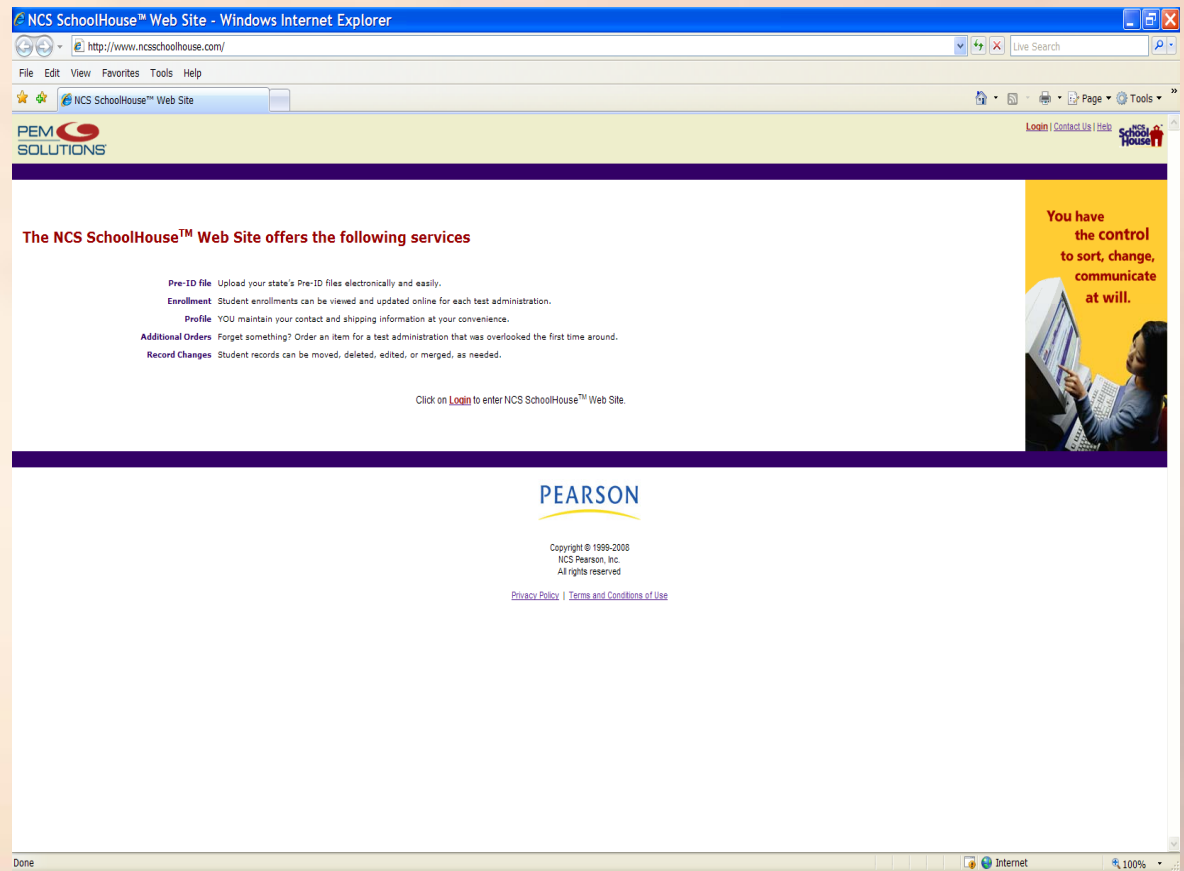 NCS SchoolHouse™ Web Site - Windows Internet Explorer
http://www.ncsschoolhouse.com/
Live Search
File Edit View Favorites Tools Help
NCS SchoolHouse™ Web Site
Page Tools »
PEM SOLUTIONS
Login | Contact Us | Help
NCS School House
You have
the control
to sort, change,
communicate
at will.
The NCS SchoolHouse™ Web Site offers the following services
Pre-ID file Upload your state's Pre-ID files electronically and easily.
Enrollment Student enrollments can be viewed and updated online for each test administration.
Profile YOU maintain your contact and shipping information at your convenience.
Additional Orders Forget something? Order an item for a test administration that was overlooked the first time around.
Record Changes Student records can be moved, deleted, edited, or merged, as needed.
Click on Login to enter NCS SchoolHouse™ Web Site.
PEARSON
Copyright © 1999-2008
NCS Pearson, Inc.
All rights reserved
Privacy Policy | Terms and Conditions of Use
Done
Internet
100%